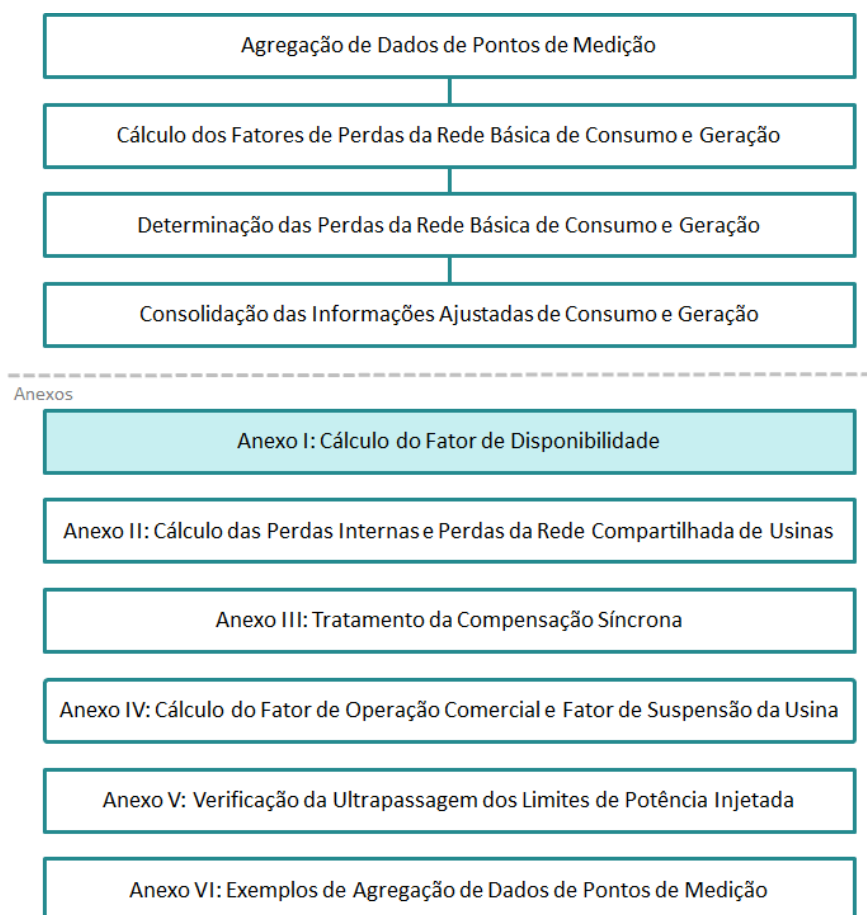 Agregação de Dados de Pontos de Medição
Cálculo dos Fatores de Perdas da Rede Básica de Consumo e Geração
Determinação das Perdas da Rede Básica de Consumo e Geração
Consolidação das Informações Ajustadas de Consumo e Geração
Anexos
Anexo I: Cálculo do Fator de Disponibilidade
Anexo II: Cálculo das Perdas Internas e Perdas da Rede Compartilhada de Usinas
Anexo III: Tratamento da Compensação Síncrona
Anexo IV: Cálculo do Fator de Operação Comercial e Fator de Suspensão da Usina
Anexo V: Verificação da Ultrapassagem dos Limites de Potência Injetada
Anexo VI: Exemplos de Agregação de Dados de Pontos de Medição